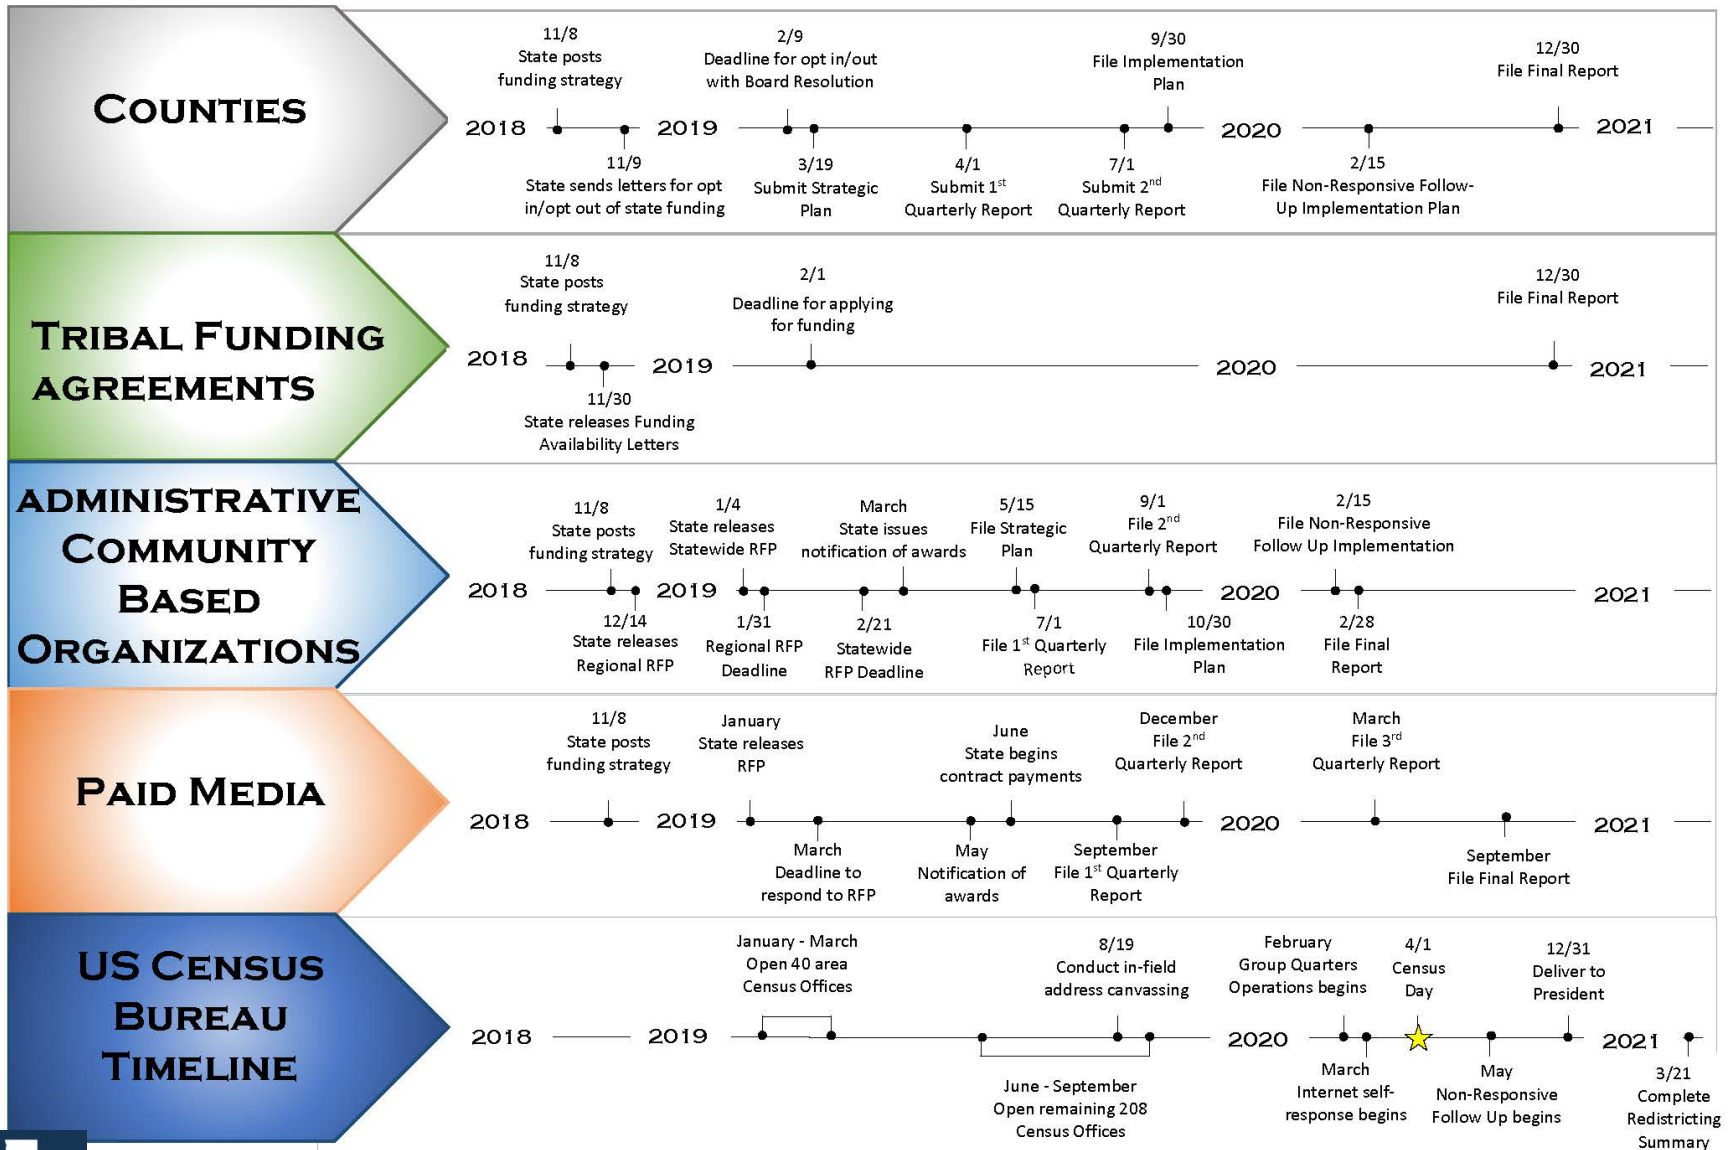 COUNTIES
11/8
State posts
funding strategy
2/9
Deadline for opt in/out
with Board Resolution
9/30
File Implementation
Plan
12/30
File Final Report
2018
2019
2020
2021
11/9
State sends letters for opt
in/opt out of state funding
3/19
Submit Strategic
Plan
4/1
Submit 1st
Quarterly Report
7/1
Submit 2nd
Quarterly Report
2/15
File Non-Responsive Follow-
Up Implementation Plan
TRIBAL FUNDING
AGREEMENTS
11/8
State posts
funding strategy
2/1
Deadline for applying
for funding
12/30
File Final Report
2018
2019
2020
2021
11/30
State releases Funding
Availability Letters
ADMINISTRATIVE
COMMUNITY
BASED
ORGANIZATIONS
11/8
State posts
funding strategy
1/4
State releases
Statewide RFP
March
State issues
notification of awards
5/15
File Strategic
Plan
9/1
File 2nd
Quarterly Report
2/15
File Non-Responsive
Follow Up Implementation
2018
2019
2020
2021
12/14
State releases
Regional RFP
1/31
Regional RFP
Deadline
2/21
Statewide
RFP Deadline
7/1
File 1st Quarterly
Report
10/30
File Implementation
Plan
2/28
File Final
Report
PAID MEDIA
11/8
State posts
funding strategy
January
State releases
RFP
June
State begins
contract payments
December
File 2nd
Quarterly Report
March
File 3rd
Quarterly Report
2018
2019
2020
2021
March
Deadline to
respond to RFP
May
Notification of
awards
September
File 1st Quarterly
Report
September
File Final Report
US CENSUS
BUREAU
TIMELINE
January - March
Open 40 area
Census Offices
8/19
Conduct in-field
address canvassing
February
Group Quarters
Operations begins
4/1
Census
Day
12/31
Deliver to
President
2018
2019
2020
2021
June - September
Open remaining 208
Census Offices
March
Internet self-
response begins
May
Non-Responsive
Follow Up begins
3/21
Complete
Redistricting
Summary